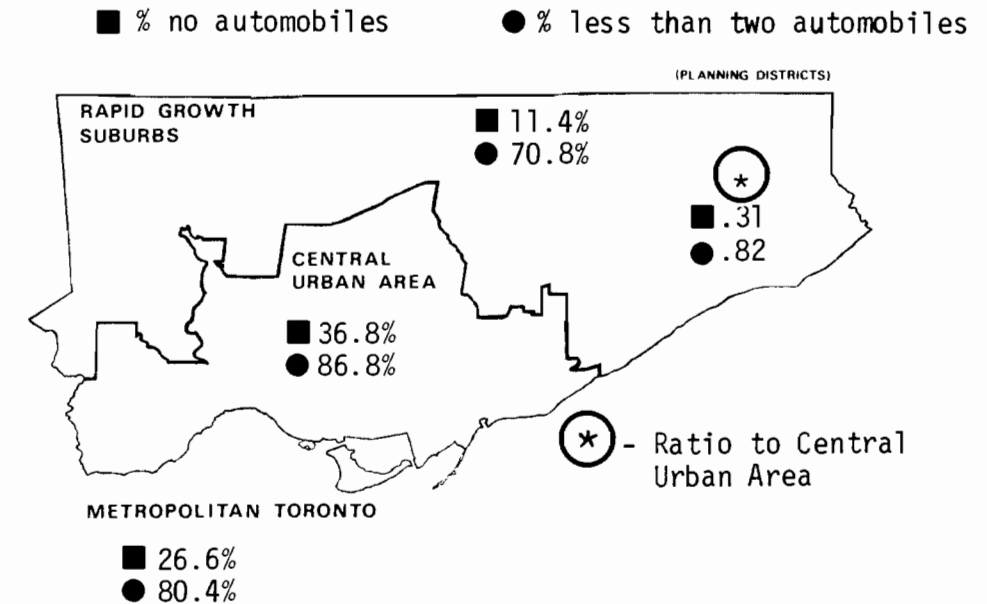 ■ % no automobiles ● % less than two automobiles
(PLANNING DISTRICTS)
RAPID GROWTH
SUBURBS
■ 11.4%
● 70.8%
*
■ .31
● .82
CENTRAL
URBAN AREA
■ 36.8%
● 86.8%
* - Ratio to Central
Urban Area
METROPOLITAN TORONTO
■ 26.6%
● 80.4%